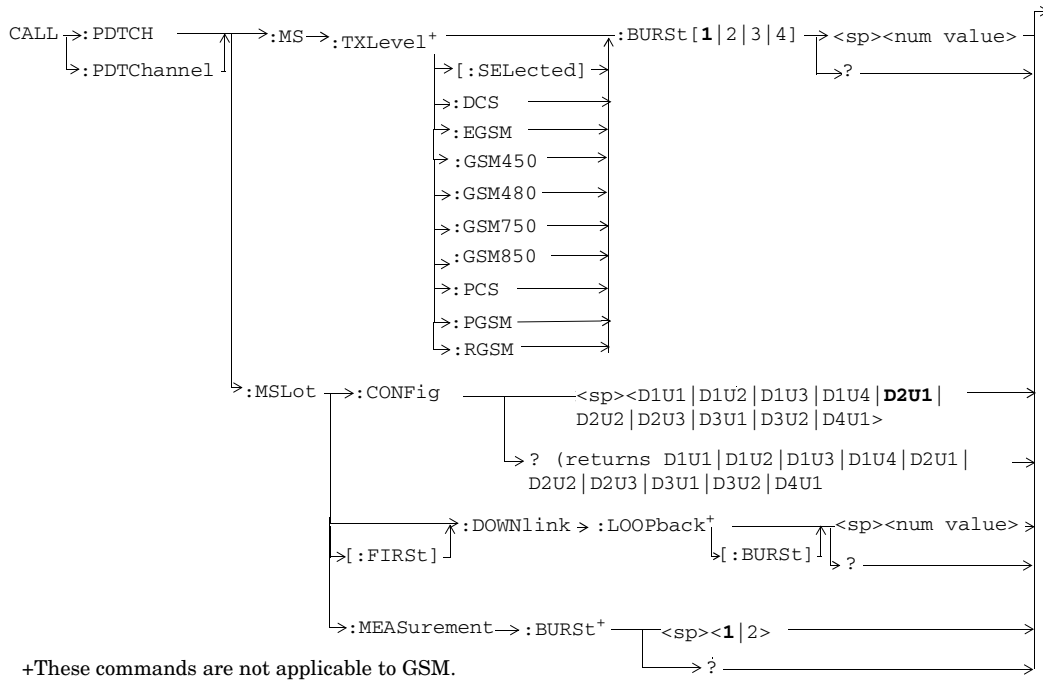 CALL :PDTCH :MS :TXLevel+ :BURSt[1|2|3|4] <sp><num value>
:PDTChannel [:SELected] ?
:DCS
:EGSM
:GSM450
:GSM480
:GSM750
:GSM850
:PCS
:PGSM
:RGSM
:MSLot :CONFig <sp><D1U1|D1U2|D1U3|D1U4|D2U1|
D2U2|D2U3|D3U1|D3U2|D4U1>
? (returns D1U1|D1U2|D1U3|D1U4|D2U1|
D2U2|D2U3|D3U1|D3U2|D4U1
:DOWNlink :LOOPback+ <sp><num value>
[:FIRSt] [:BURSt] ?
:MEASurement :BURSt+ <sp><1|2>
?
+These commands are not applicable to GSM.